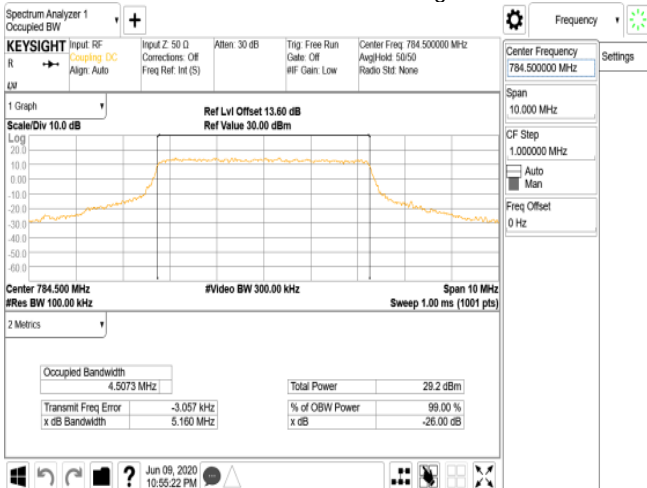 Spectrum Analyzer 1
Occupied BW
KEYSIGHT
R
LXI
Input: RF
Coupling: DC
Align: Auto
Input Z: 50 Ω
Corrections: Off
Freq Ref: Int (S)
Atten: 30 dB
Trig: Free Run
Gate: Off
#IF Gain: Low
Center Freq: 784.500000 MHz
Avg|Hold: 50/50
Radio Std: None
1 Graph
Scale/Div 10.0 dB
Ref Lvl Offset 13.60 dB
Ref Value 30.00 dBm
Log
20.0
10.0
0.00
-10.0
-20.0
-30.0
-40.0
-50.0
-60.0
Center 784.500 MHz
#Video BW 300.00 kHz
Span 10 MHz
#Res BW 100.00 kHz
Sweep 1.00 ms (1001 pts)
2 Metrics
Occupied Bandwidth
4.5073 MHz
Total Power 29.2 dBm
Transmit Freq Error -3.057 kHz
% of OBW Power 99.00 %
x dB Bandwidth 5.160 MHz
x dB -26.00 dB
Jun 09, 2020
10:55:22 PM
Frequency
Settings
Center Frequency
784.500000 MHz
Span
10.000 MHz
CF Step
1.000000 MHz
Auto
Man
Freq Offset
0 Hz